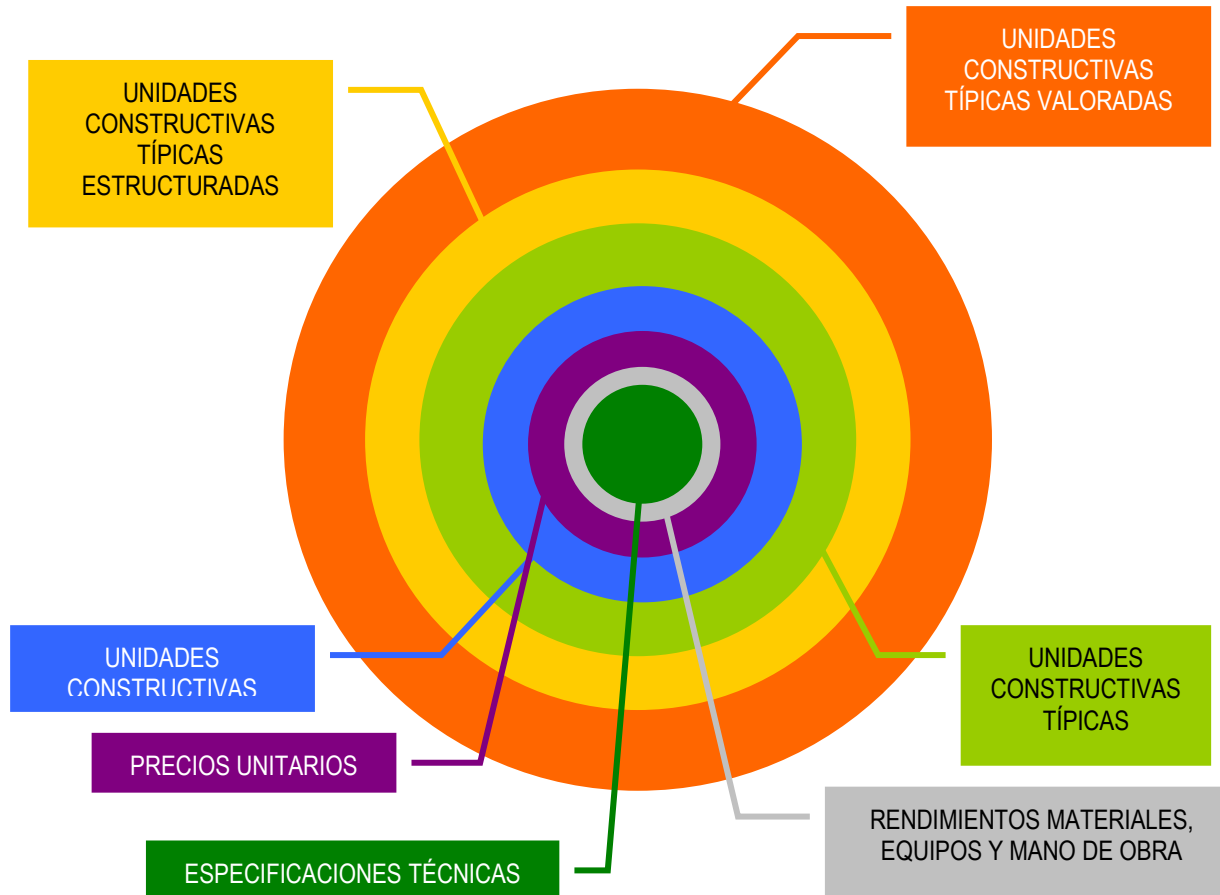 UNIDADES
CONSTRUCTIVAS
TÍPICAS VALORADAS
UNIDADES
CONSTRUCTIVAS
TÍPICAS
ESTRUCTURADAS
UNIDADES
CONSTRUCTIVAS
UNIDADES
CONSTRUCTIVAS
TÍPICAS
PRECIOS UNITARIOS
RENDIMIENTOS MATERIALES,
EQUIPOS Y MANO DE OBRA
ESPECIFICACIONES TÉCNICAS